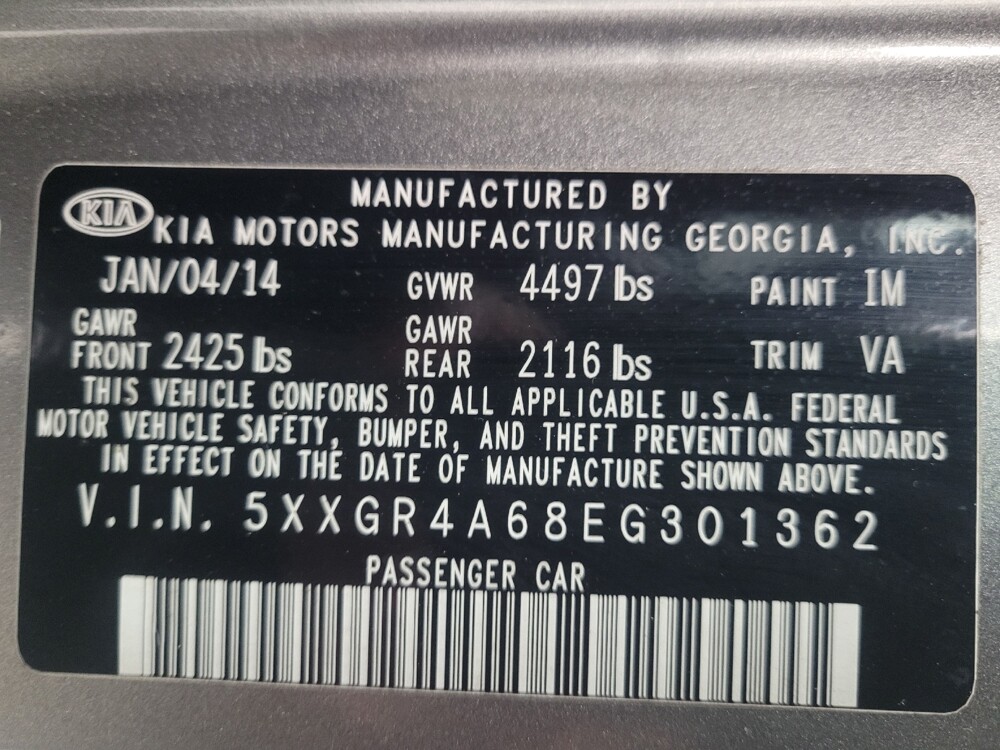 MANUFACTURED BY
KIA KIA MOTORS MANUFACTURING GEORGIA, INC.
JAN/04/14 GVWR 4497 lbs PAINT IM
GAWR FRONT 2425 lbs GAWR REAR 2116 lbs TRIM VA
THIS VEHICLE CONFORMS TO ALL APPLICABLE U.S.A. FEDERAL
MOTOR VEHICLE SAFETY, BUMPER, AND THEFT PREVENTION STANDARDS
IN EFFECT ON THE DATE OF MANUFACTURE SHOWN ABOVE.
V.I.N. 5XXGR4A68EG301362
PASSENGER CAR